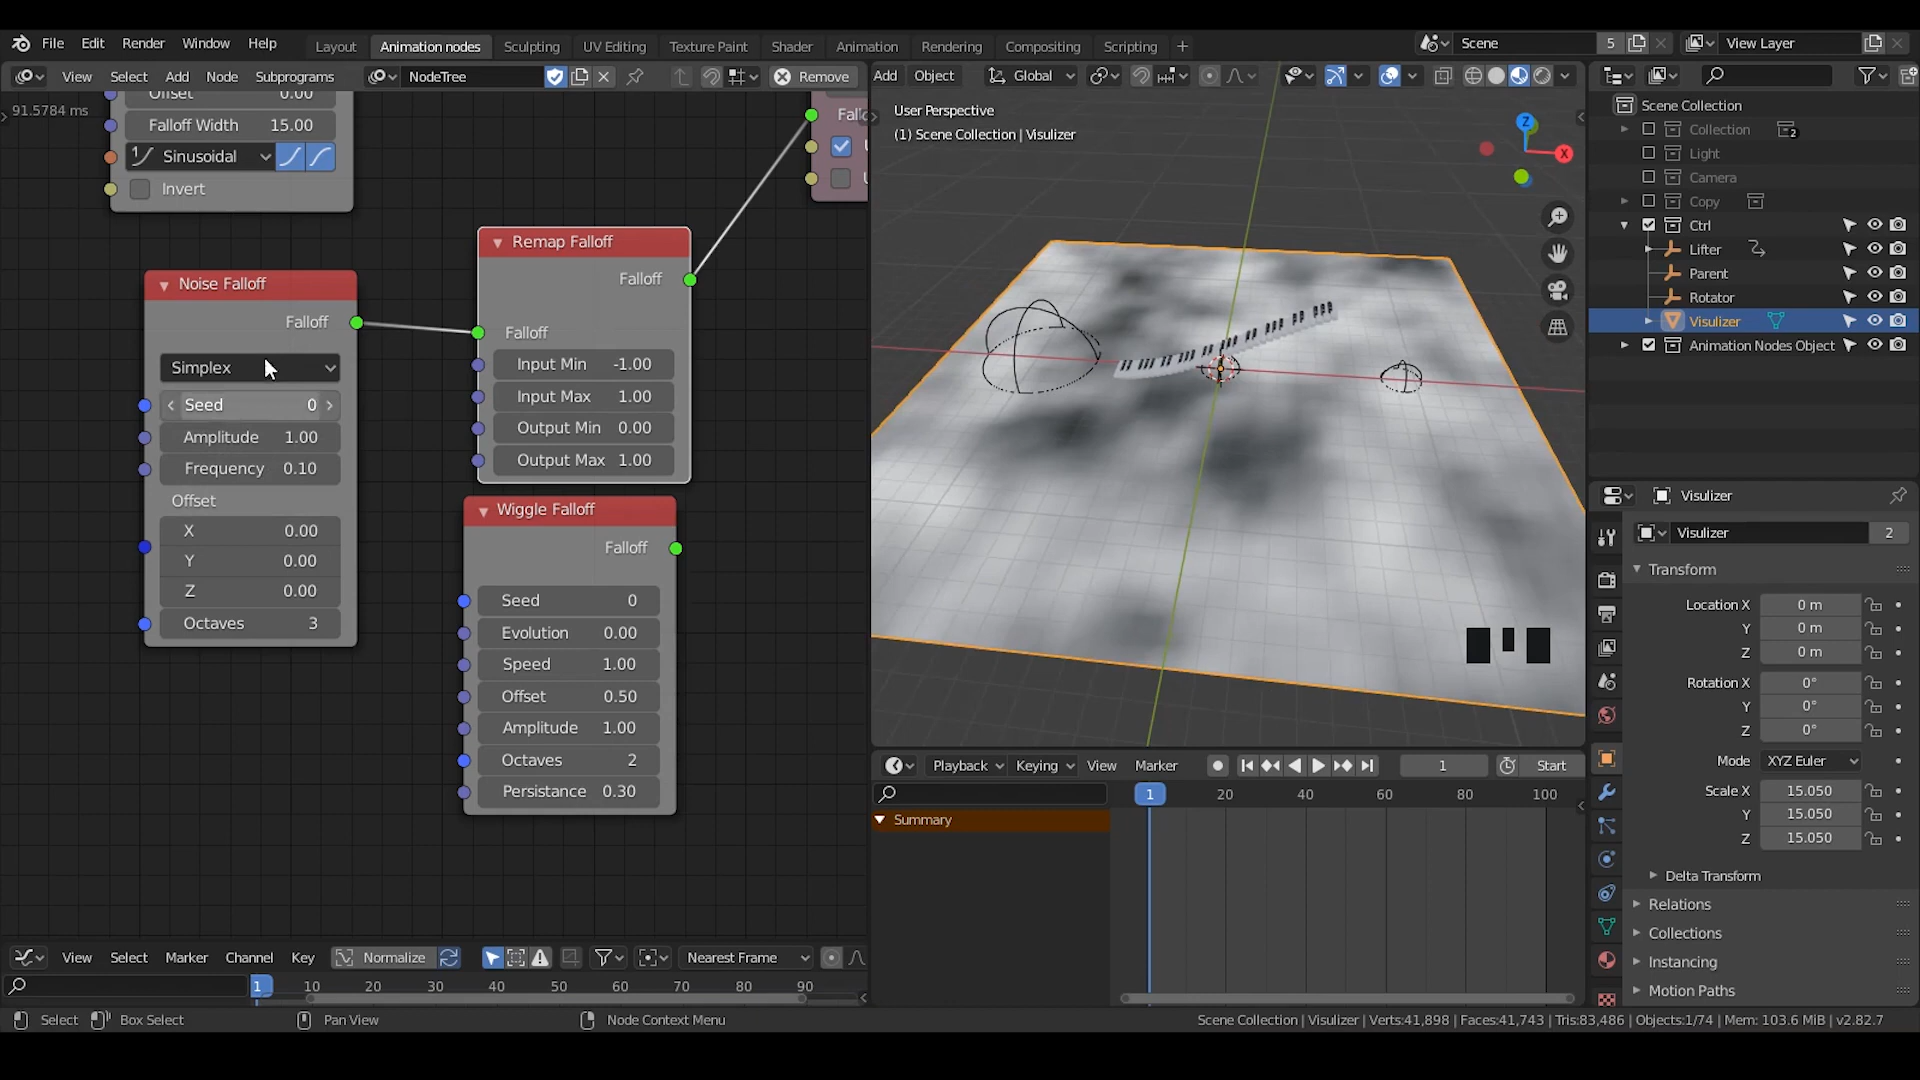 File Edit Render Window Help Layout Animation nodes Sculpting UV Editing Texture Paint Shader Animation Rendering Compositing Scripting + Scene 5 View Layer
View Select Add Node Subprograms NodeTree Remove
Add Object Global
91.5784 ms
Offset 0.00
Falloff Width 15.00
Sinusoidal
Invert
Noise Falloff
Falloff
Simplex
Seed 0
Amplitude 1.00
Frequency 0.10
Offset
X 0.00
Y 0.00
Z 0.00
Octaves 3
Remap Falloff
Falloff
Falloff
Input Min -1.00
Input Max 1.00
Output Min 0.00
Output Max 1.00
Wiggle Falloff
Falloff
Seed 0
Evolution 0.00
Speed 1.00
Offset 0.50
Amplitude 1.00
Octaves 2
Persistance 0.30
User Perspective
(1) Scene Collection | Visulizer
Z
X
Scene Collection
Collection 2
Light
Camera
Copy
Ctrl
Lifter
Parent
Rotator
Visulizer
Animation Nodes Object
Visulizer
Visulizer 2
Transform
Location X 0 m
Y 0 m
Z 0 m
Rotation X 0°
Y 0°
Z 0°
Mode XYZ Euler
Scale X 15.050
Y 15.050
Z 15.050
Delta Transform
Relations
Collections
Instancing
Motion Paths
Playback Keying View Marker 1 Start
1 20 40 60 80 100
Summary
View Select Marker Channel Key Normalize Nearest Frame
1 10 20 30 40 50 60 70 80 90
Select Box Select Pan View Node Context Menu
Scene Collection | Visulizer | Verts:41,898 | Faces:41,743 | Tris:83,486 | Objects:1/74 | Mem: 103.6 MiB | v2.82.7